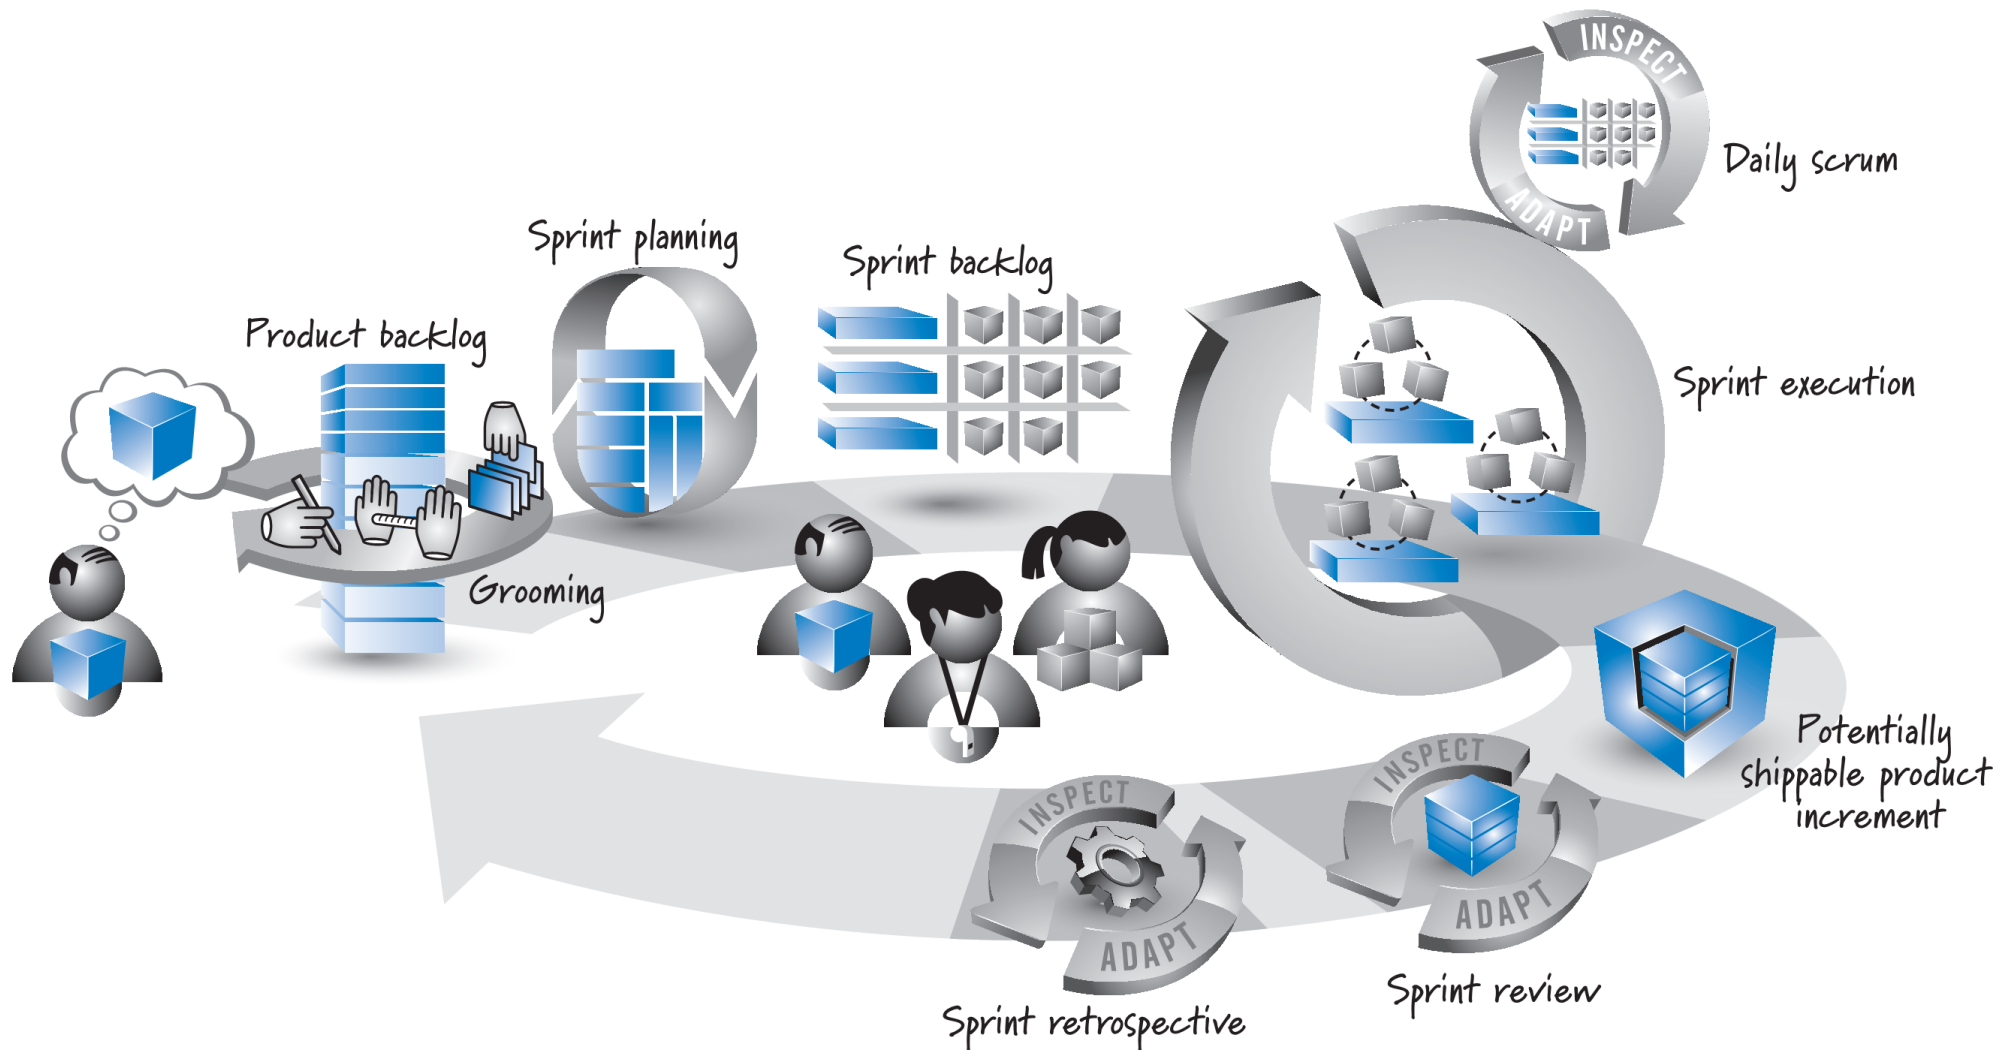 INSPECT
ADAPT
Daily scrum
Sprint planning
Sprint backlog
Product backlog
Sprint execution
Grooming
Potentially
shippable product
increment
INSPECT
ADAPT
Sprint review
INSPECT
ADAPT
Sprint retrospective